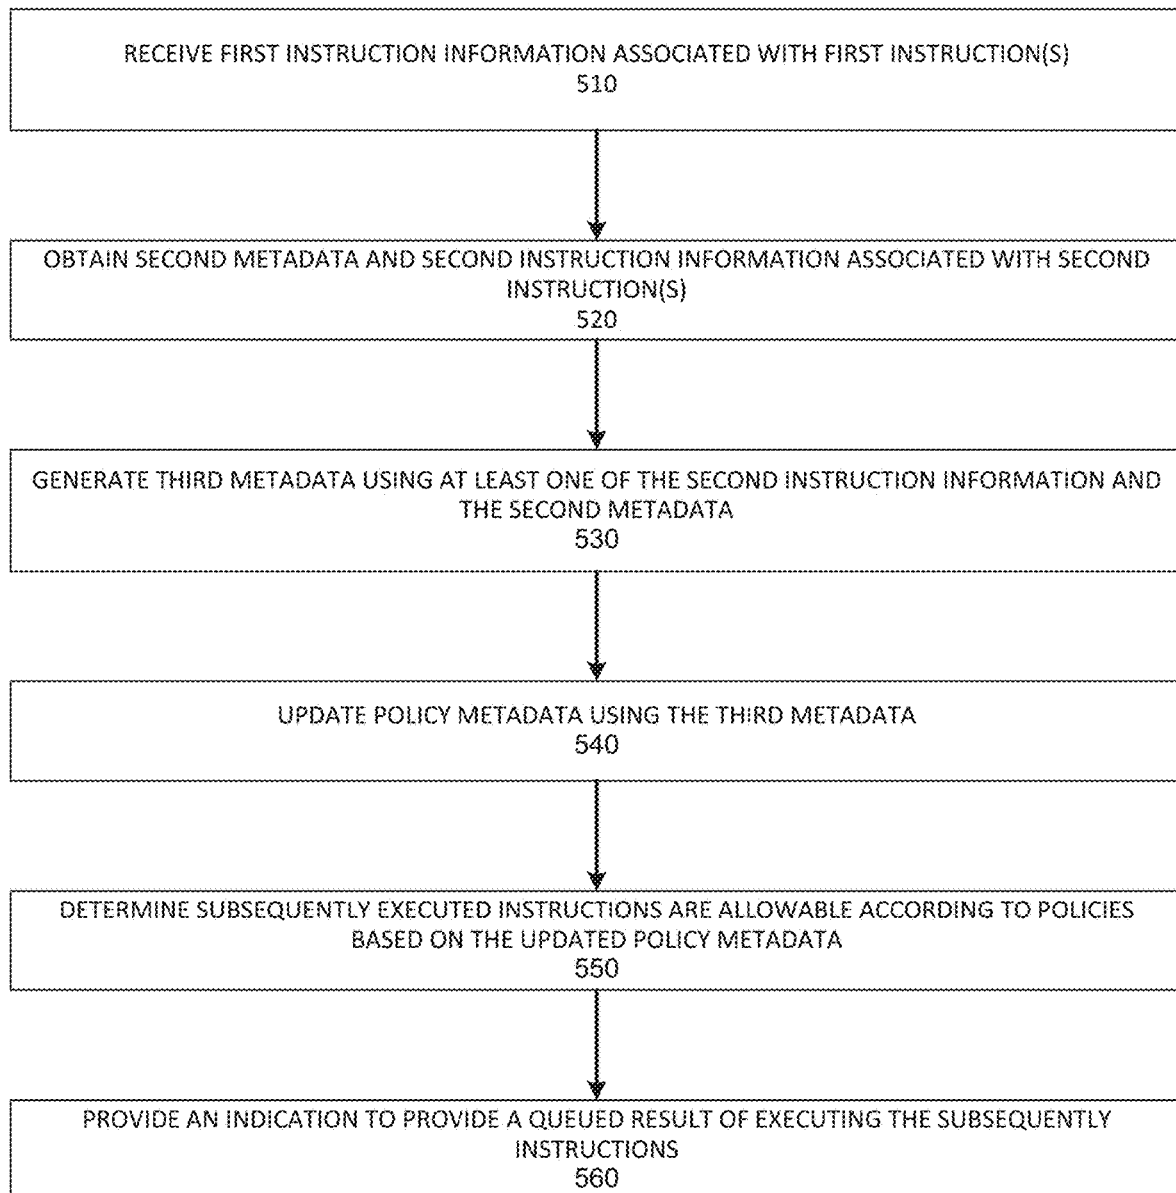 RECEIVE FIRST INSTRUCTION INFORMATION ASSOCIATED WITH FIRST INSTRUCTION(S)
510
OBTAIN SECOND METADATA AND SECOND INSTRUCTION INFORMATION ASSOCIATED WITH SECOND
INSTRUCTION(S)
520
GENERATE THIRD METADATA USING AT LEAST ONE OF THE SECOND INSTRUCTION INFORMATION AND
THE SECOND METADATA
530
UPDATE POLICY METADATA USING THE THIRD METADATA
540
DETERMINE SUBSEQUENTLY EXECUTED INSTRUCTIONS ARE ALLOWABLE ACCORDING TO POLICIES
BASED ON THE UPDATED POLICY METADATA
550
PROVIDE AN INDICATION TO PROVIDE A QUEUED RESULT OF EXECUTING THE SUBSEQUENTLY
INSTRUCTIONS
560